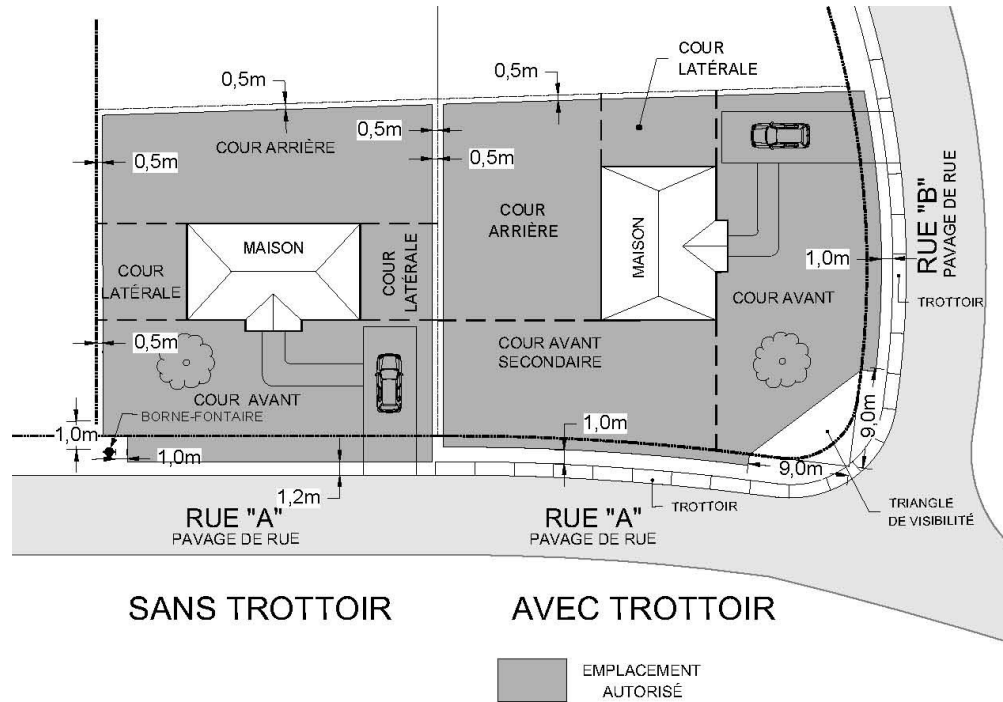 COUR
LATÉRALE
0,5m
0,5m
COUR ARRIÈRE
0,5m
0,5m
0,5m
COUR
ARRIÈRE
MAISON
MAISON
COUR
LATÉRALE
COUR
LATÉRALE
1,0m
RUE "B"
PAVAGE DE RUE
TROTTOIR
COUR AVANT
0,5m
COUR AVANT
SECONDAIRE
COUR AVANT
BORNE-FONTAIRE
1,0m
1,0m
1,0m
9,0m
9,0m
1,2m
TROTTOIR
TRIANGLE
DE VISIBILITÉ
RUE "A"
PAVAGE DE RUE
RUE "A"
PAVAGE DE RUE
SANS TROTTOIR
AVEC TROTTOIR
EMPLACEMENT
AUTORISÉ